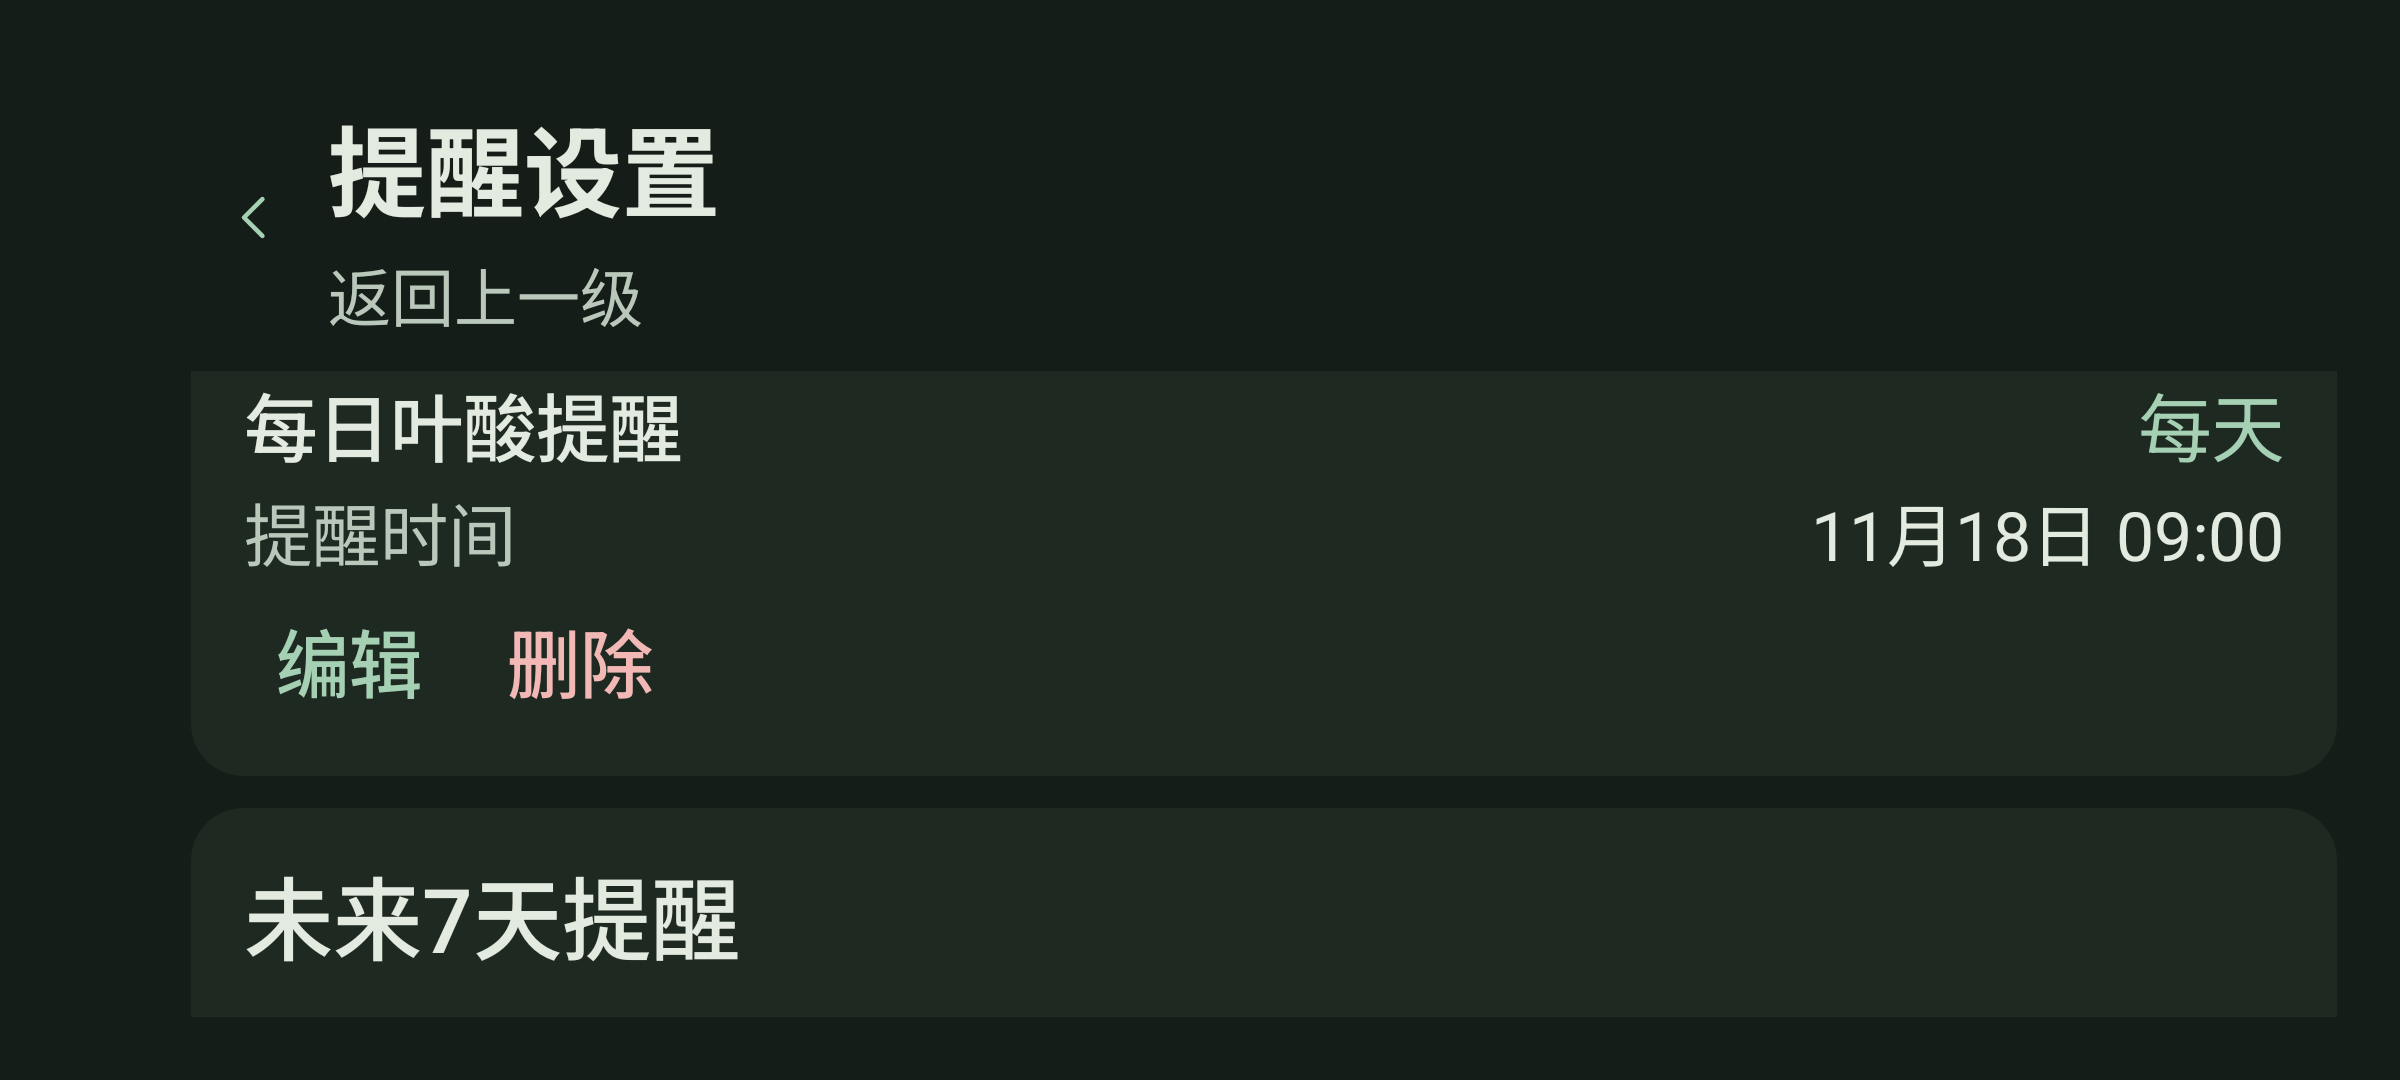 提醒设置
返回上一级
每日叶酸提醒 每天
提醒时间 11月18日 09:00
编辑 删除
未来7天提醒